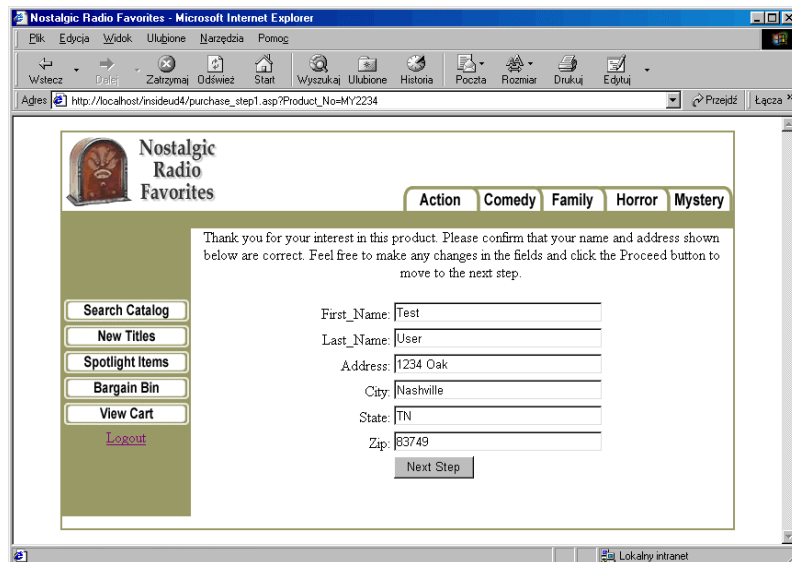 Nostalgic Radio Favorites - Microsoft Internet Explorer
Plik Edycja Widok Ulubione Narzędzia Pomoc
Wstecz Dalej Zatrzymaj Odśwież Start Wyszukaj Ulubione Historia Poczta Rozmiar Drukuj Edytuj
Adres http://localhost/insideud4/purchase_step1.asp?Product_No=MY2234 Przejdź Łącza »
Nostalgic
Radio
Favorites
Action Comedy Family Horror Mystery
Thank you for your interest in this product. Please confirm that your name and address shown
below are correct. Feel free to make any changes in the fields and click the Proceed button to
move to the next step.
Search Catalog
New Titles
Spotlight Items
Bargain Bin
View Cart
Logout
First_Name: Test
Last_Name: User
Address: 1234 Oak
City: Nashville
State: TN
Zip: 83749
Next Step
Lokalny intranet